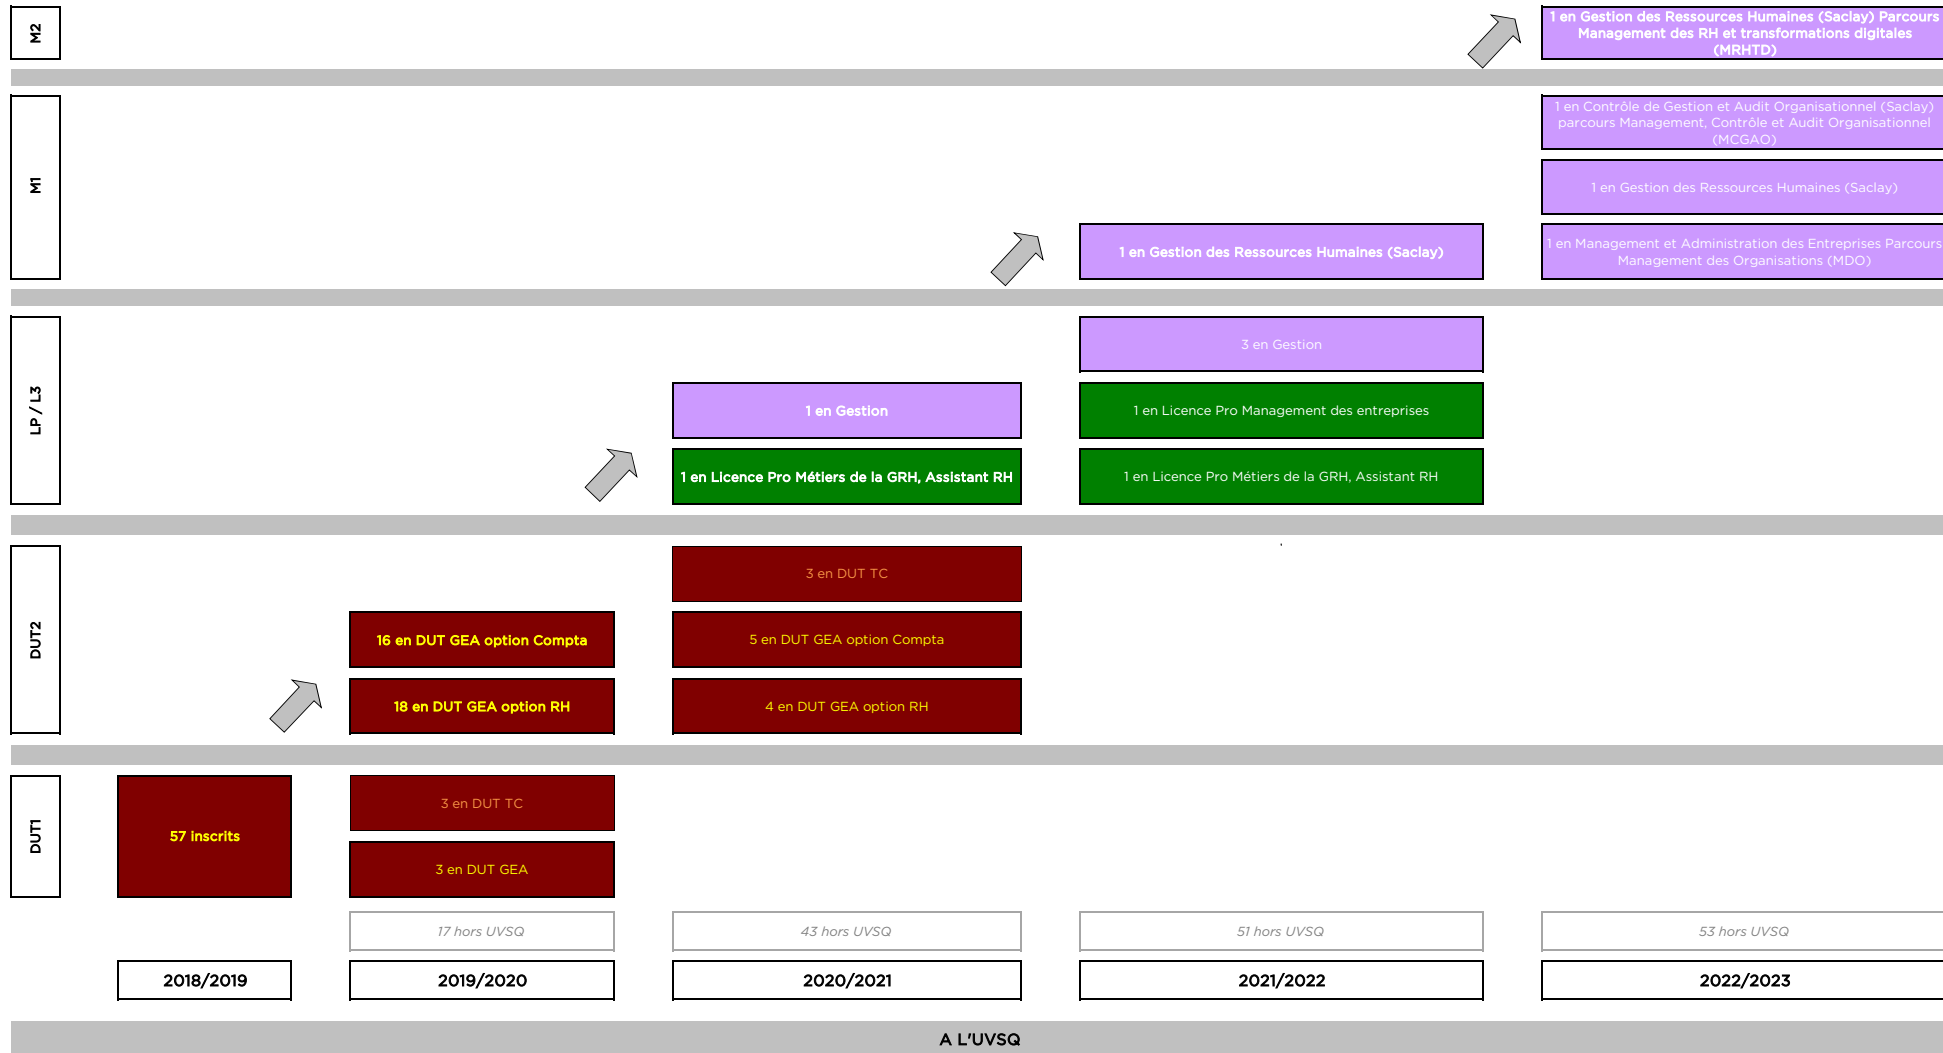 M2
1 en Gestion des Ressources Humaines (Saclay) Parcours
Management des RH et transformations digitales
(MRHTD)
M1
1 en Contrôle de Gestion et Audit Organisationnel (Saclay)
parcours Management, Contrôle et Audit Organisationnel
(MCGAO)
1 en Gestion des Ressources Humaines (Saclay)
1 en Gestion des Ressources Humaines (Saclay)
1 en Management et Administration des Entreprises Parcours
Management des Organisations (MDO)
LP / L3
3 en Gestion
1 en Gestion
1 en Licence Pro Management des entreprises
1 en Licence Pro Métiers de la GRH, Assistant RH
1 en Licence Pro Métiers de la GRH, Assistant RH
DUT2
3 en DUT TC
16 en DUT GEA option Compta
5 en DUT GEA option Compta
18 en DUT GEA option RH
4 en DUT GEA option RH
DUT1
57 inscrits
3 en DUT TC
3 en DUT GEA
17 hors UVSQ
43 hors UVSQ
51 hors UVSQ
53 hors UVSQ
2018/2019
2019/2020
2020/2021
2021/2022
2022/2023
A L'UVSQ